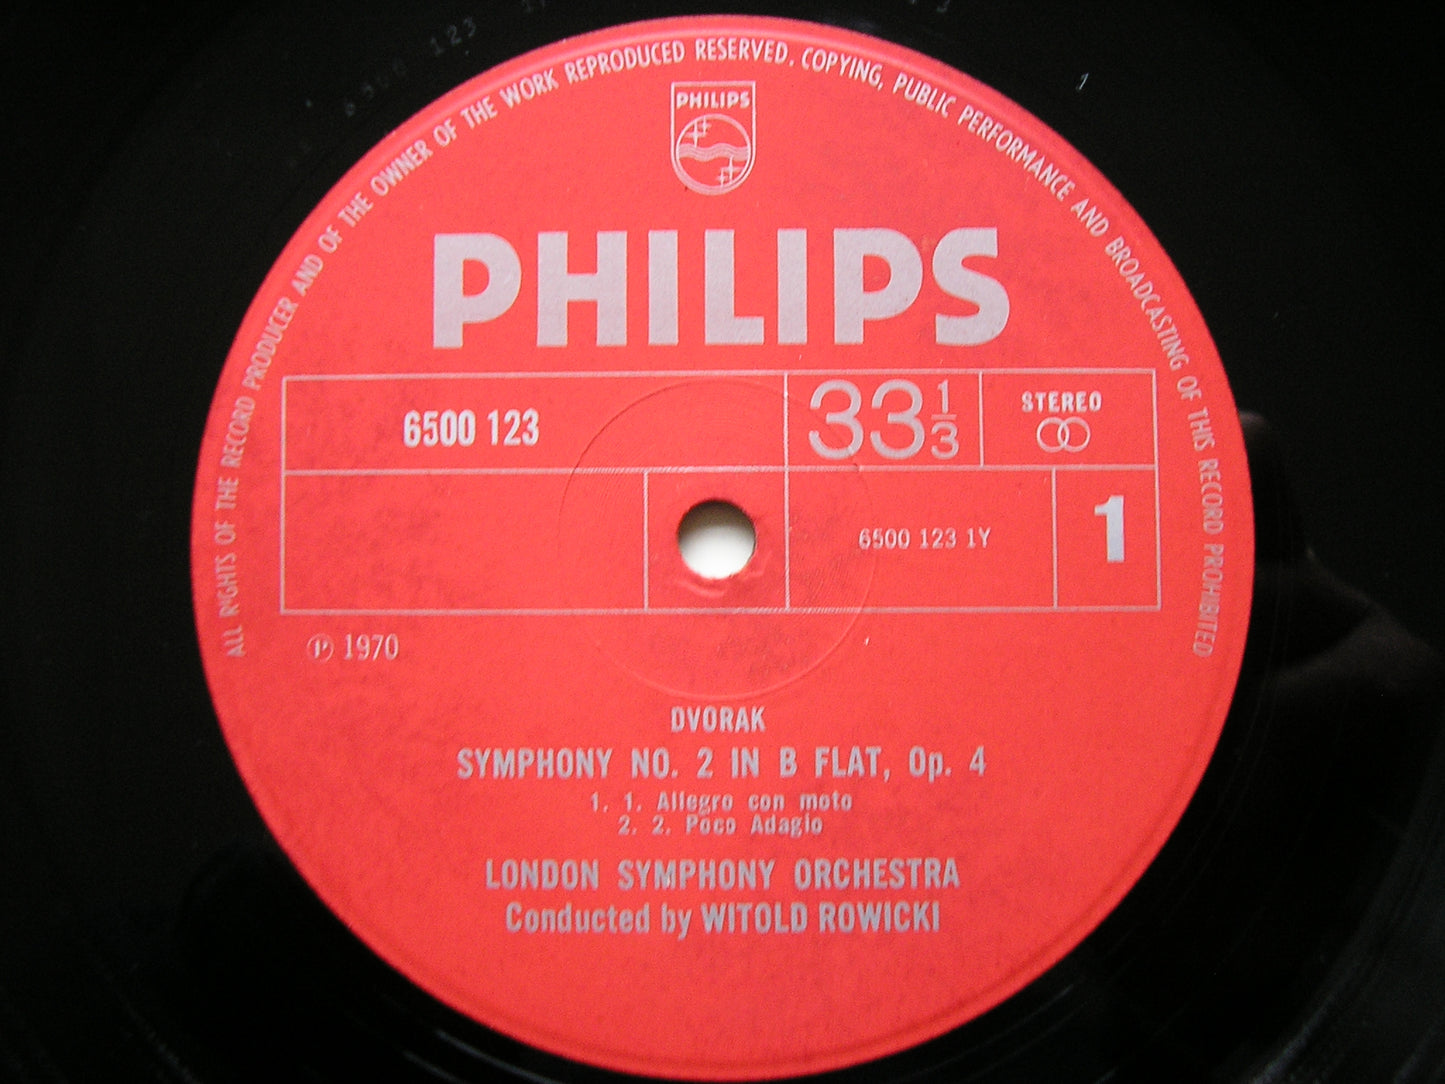 ALL RIGHTS OF THE RECORD PRODUCER AND OF THE OWNER OF THE WORK REPRODUCED RESERVED. COPYING, PUBLIC PERFORMANCE AND BROADCASTING OF THIS RECORD PROHIBITED
PHILIPS
PHILIPS
6500 123
33 1/3
STEREO
6500 123 1Y
1
Ⓟ 1970
DVORAK
SYMPHONY NO. 2 IN B FLAT, Op. 4
1. 1. Allegro con moto
2. 2. Poco Adagio
LONDON SYMPHONY ORCHESTRA
Conducted by WITOLD ROWICKI